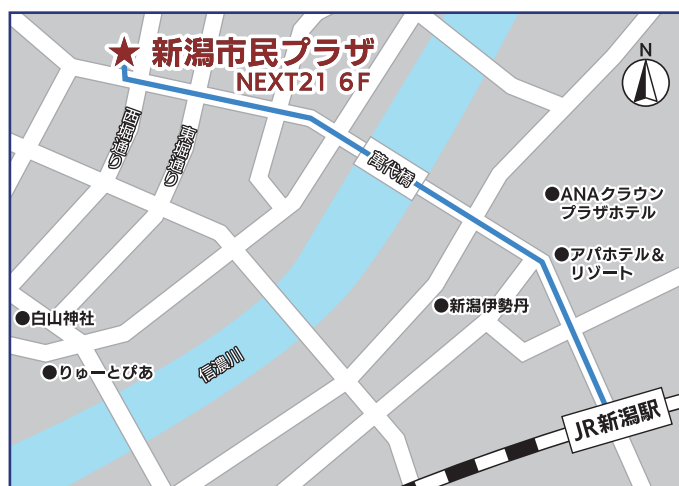 ★ 新潟市民プラザ
NEXT21 6F
N
西堀通り
東堀通り
萬代橋
●ANAクラウン
プラザホテル
●アパホテル&
リゾート
●新潟伊勢丹
●白山神社
●りゅーとぴあ
信濃川
JR新潟駅